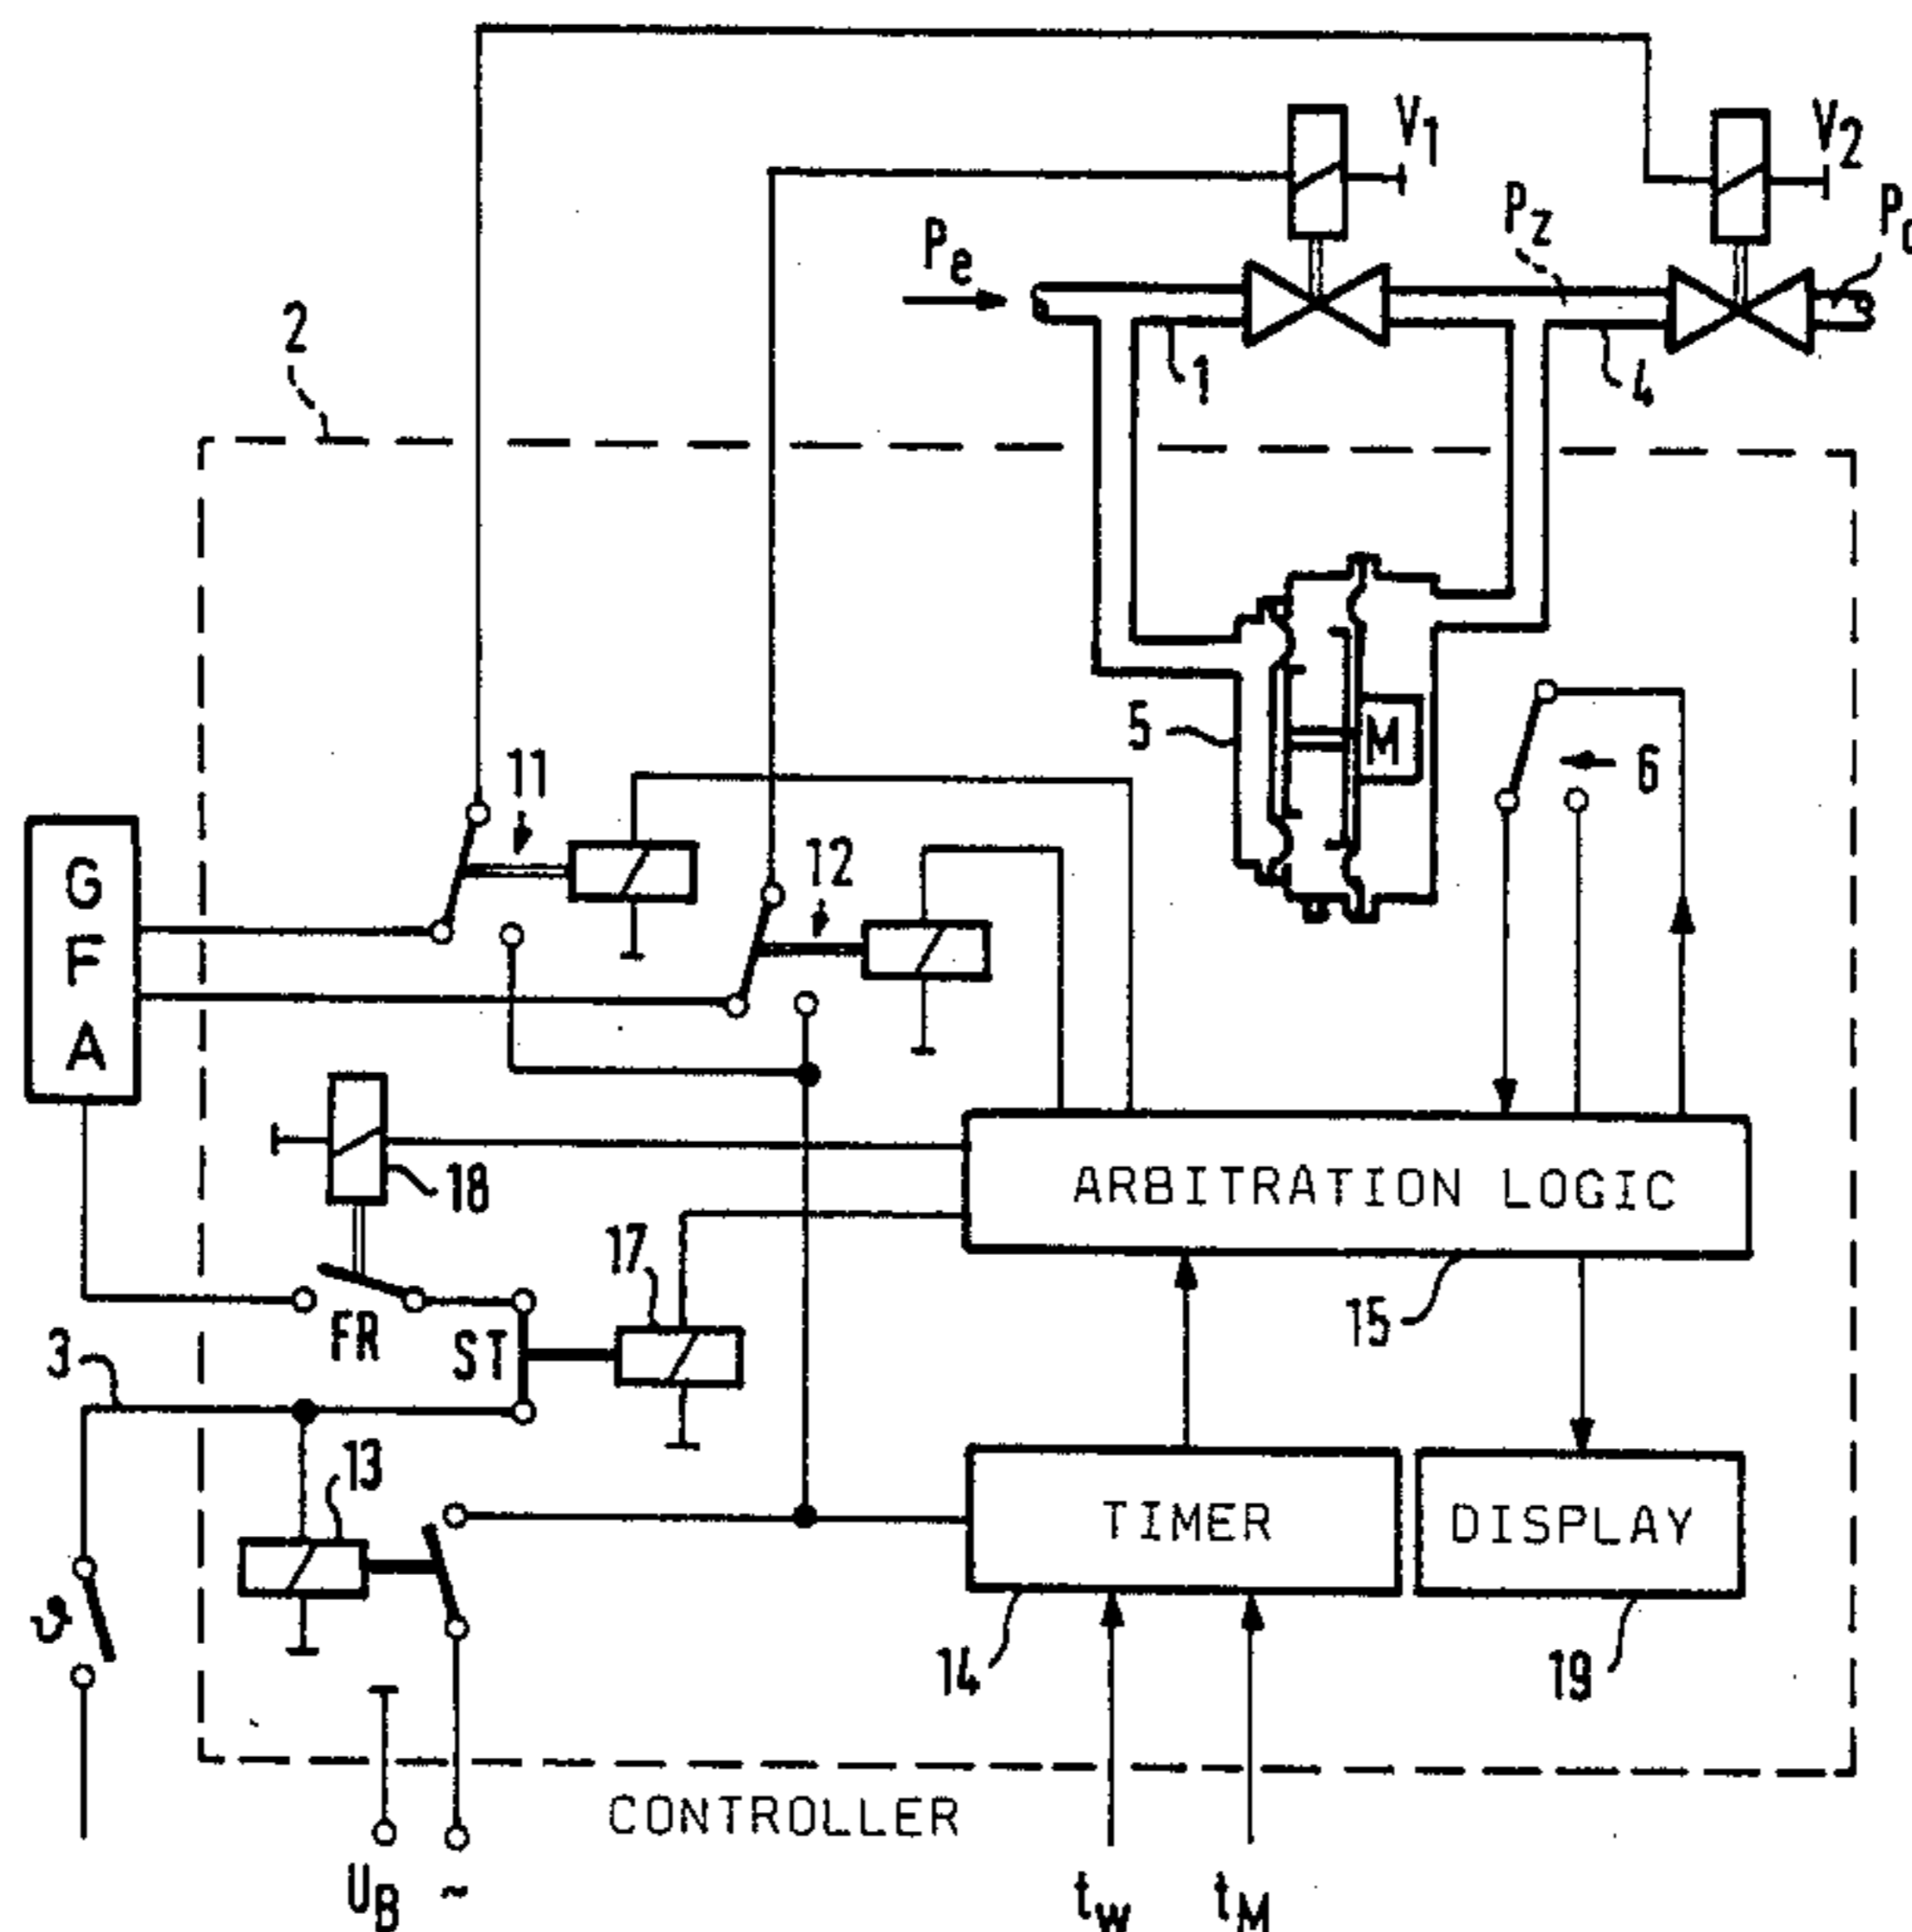 V1
V2
Pe
Pz
2
1
4
5
M
6
11
12
G
F
A
18
ARBITRATION LOGIC
17
FR
ST
15
3
13
TIMER
DISPLAY
ϑ
14
19
CONTROLLER
UB ~
tw
tM